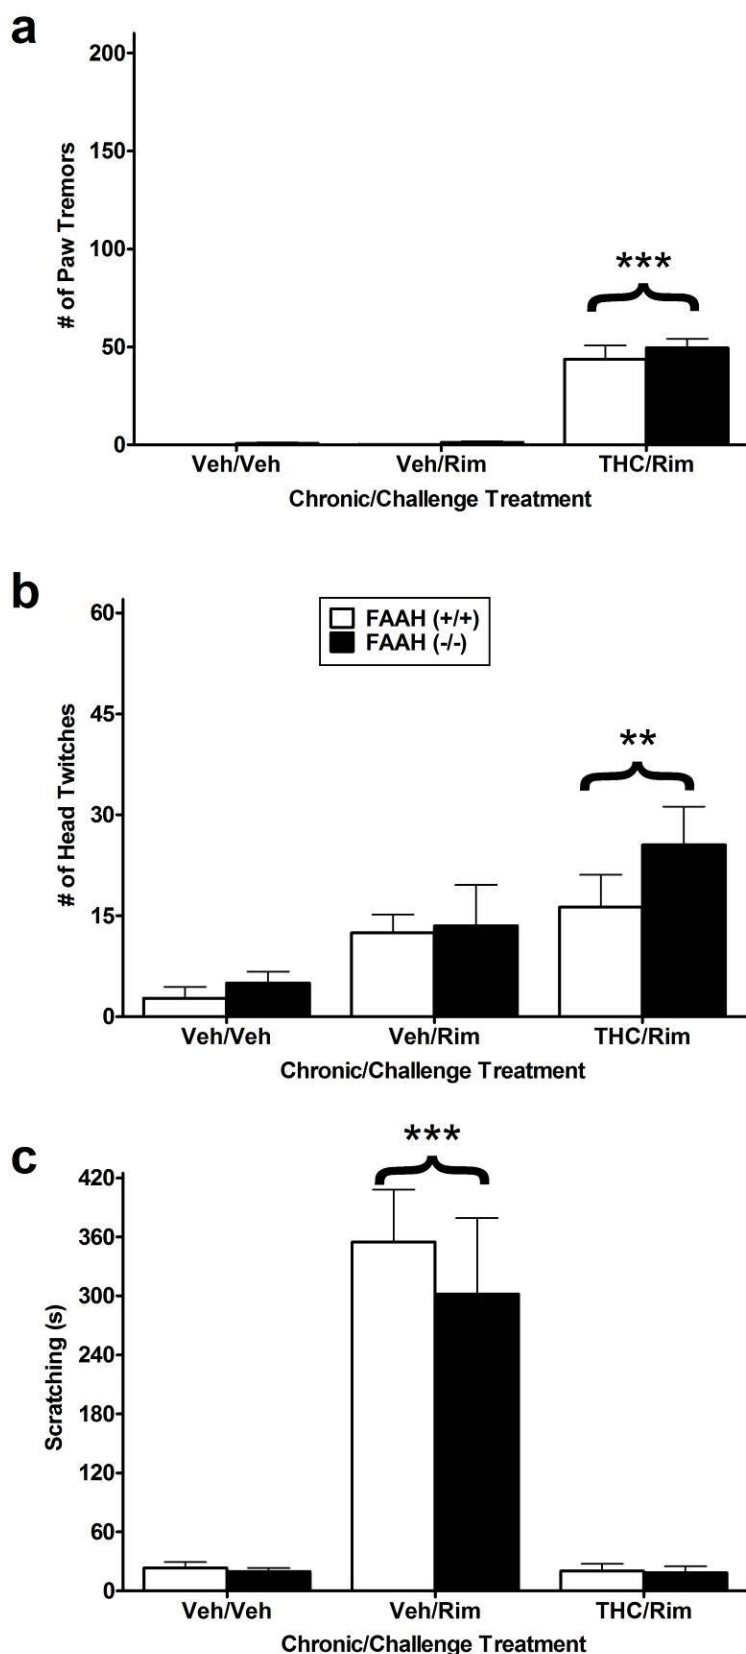 a
200
150
100
50
0
# of Paw Tremors
***
Veh/Veh Veh/Rim THC/Rim
Chronic/Challenge Treatment
b
60
45
30
15
0
# of Head Twitches
FAAH (+/+)
FAAH (-/-)
**
Veh/Veh Veh/Rim THC/Rim
Chronic/Challenge Treatment
c
420
360
300
240
180
120
60
0
Scratching (s)
***
Veh/Veh Veh/Rim THC/Rim
Chronic/Challenge Treatment